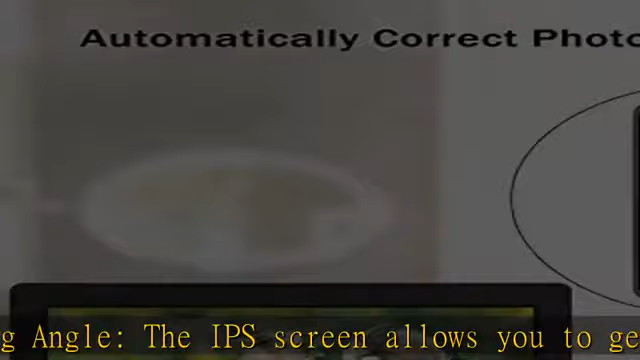 Automatically Correct Photo
g Angle: The IPS screen allows you to ge